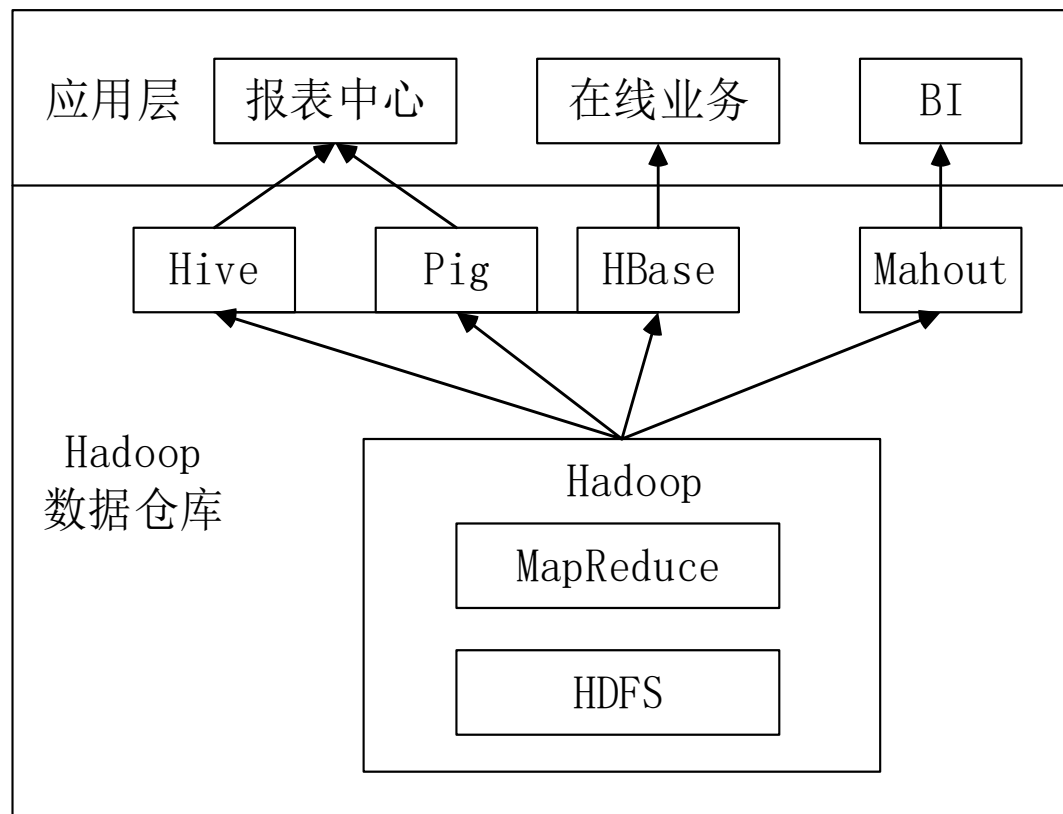 应用层
报表中心
在线业务
BI
Hive
Pig
HBase
Mahout
Hadoop
数据仓库
Hadoop
MapReduce
HDFS